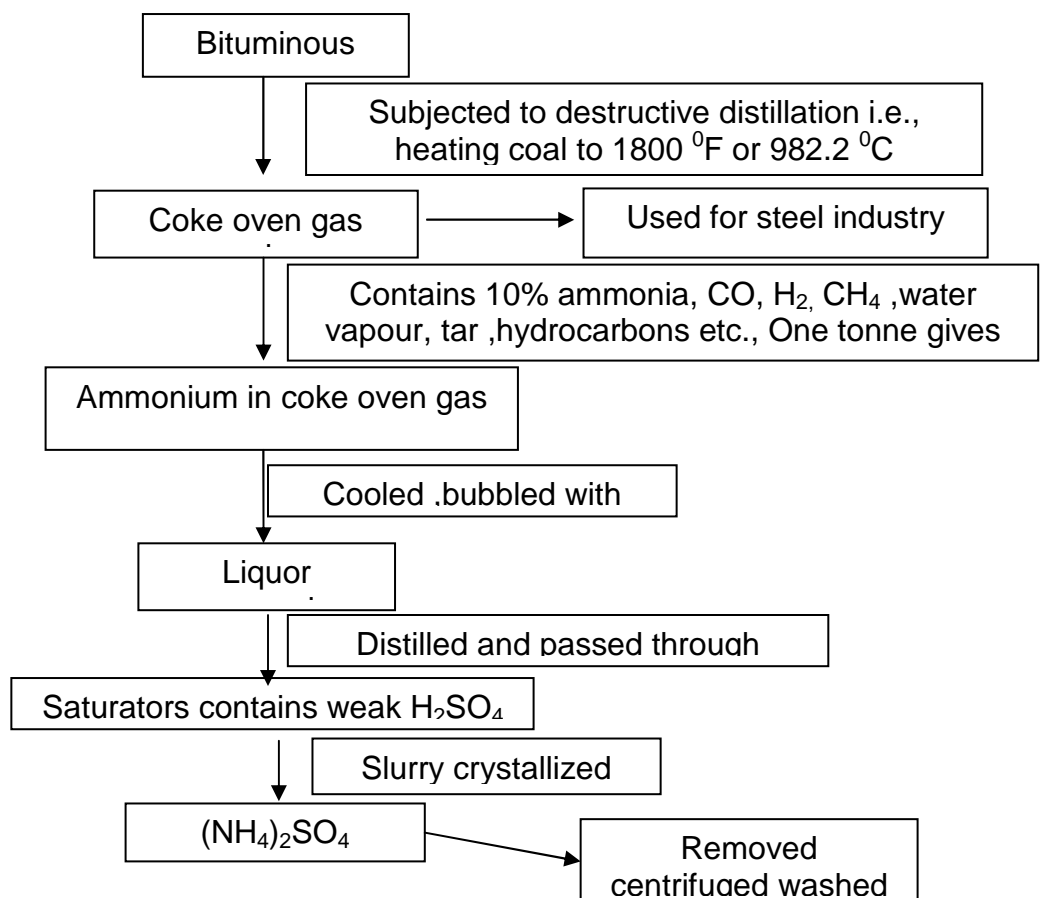 Bituminous
Subjected to destructive distillation i.e.,
heating coal to 1800 ⁰F or 982.2 ⁰C
Coke oven gas
Used for steel industry
Contains 10% ammonia, CO, H₂, CH₄ ,water
vapour, tar ,hydrocarbons etc., One tonne gives
Ammonium in coke oven gas
Cooled ,bubbled with
Liquor
Distilled and passed through
Saturators contains weak H₂SO₄
Slurry crystallized
(NH₄)₂SO₄
Removed
centrifuged washed